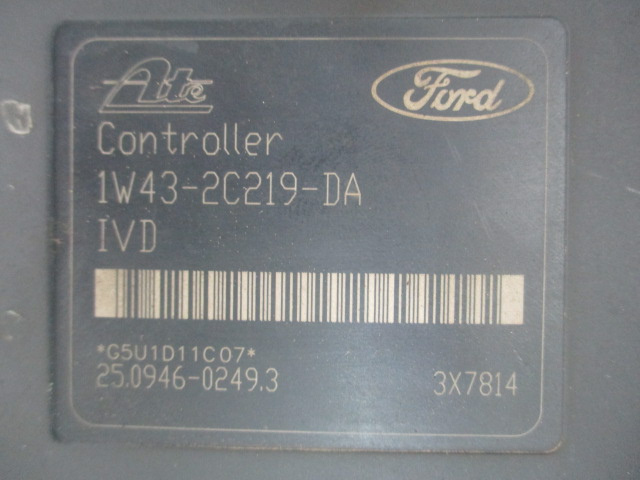 Ate Ford
Controller
1W43-2C219-DA
IVD
*G5U1D11C07*
25.0946-0249.3 3X7814